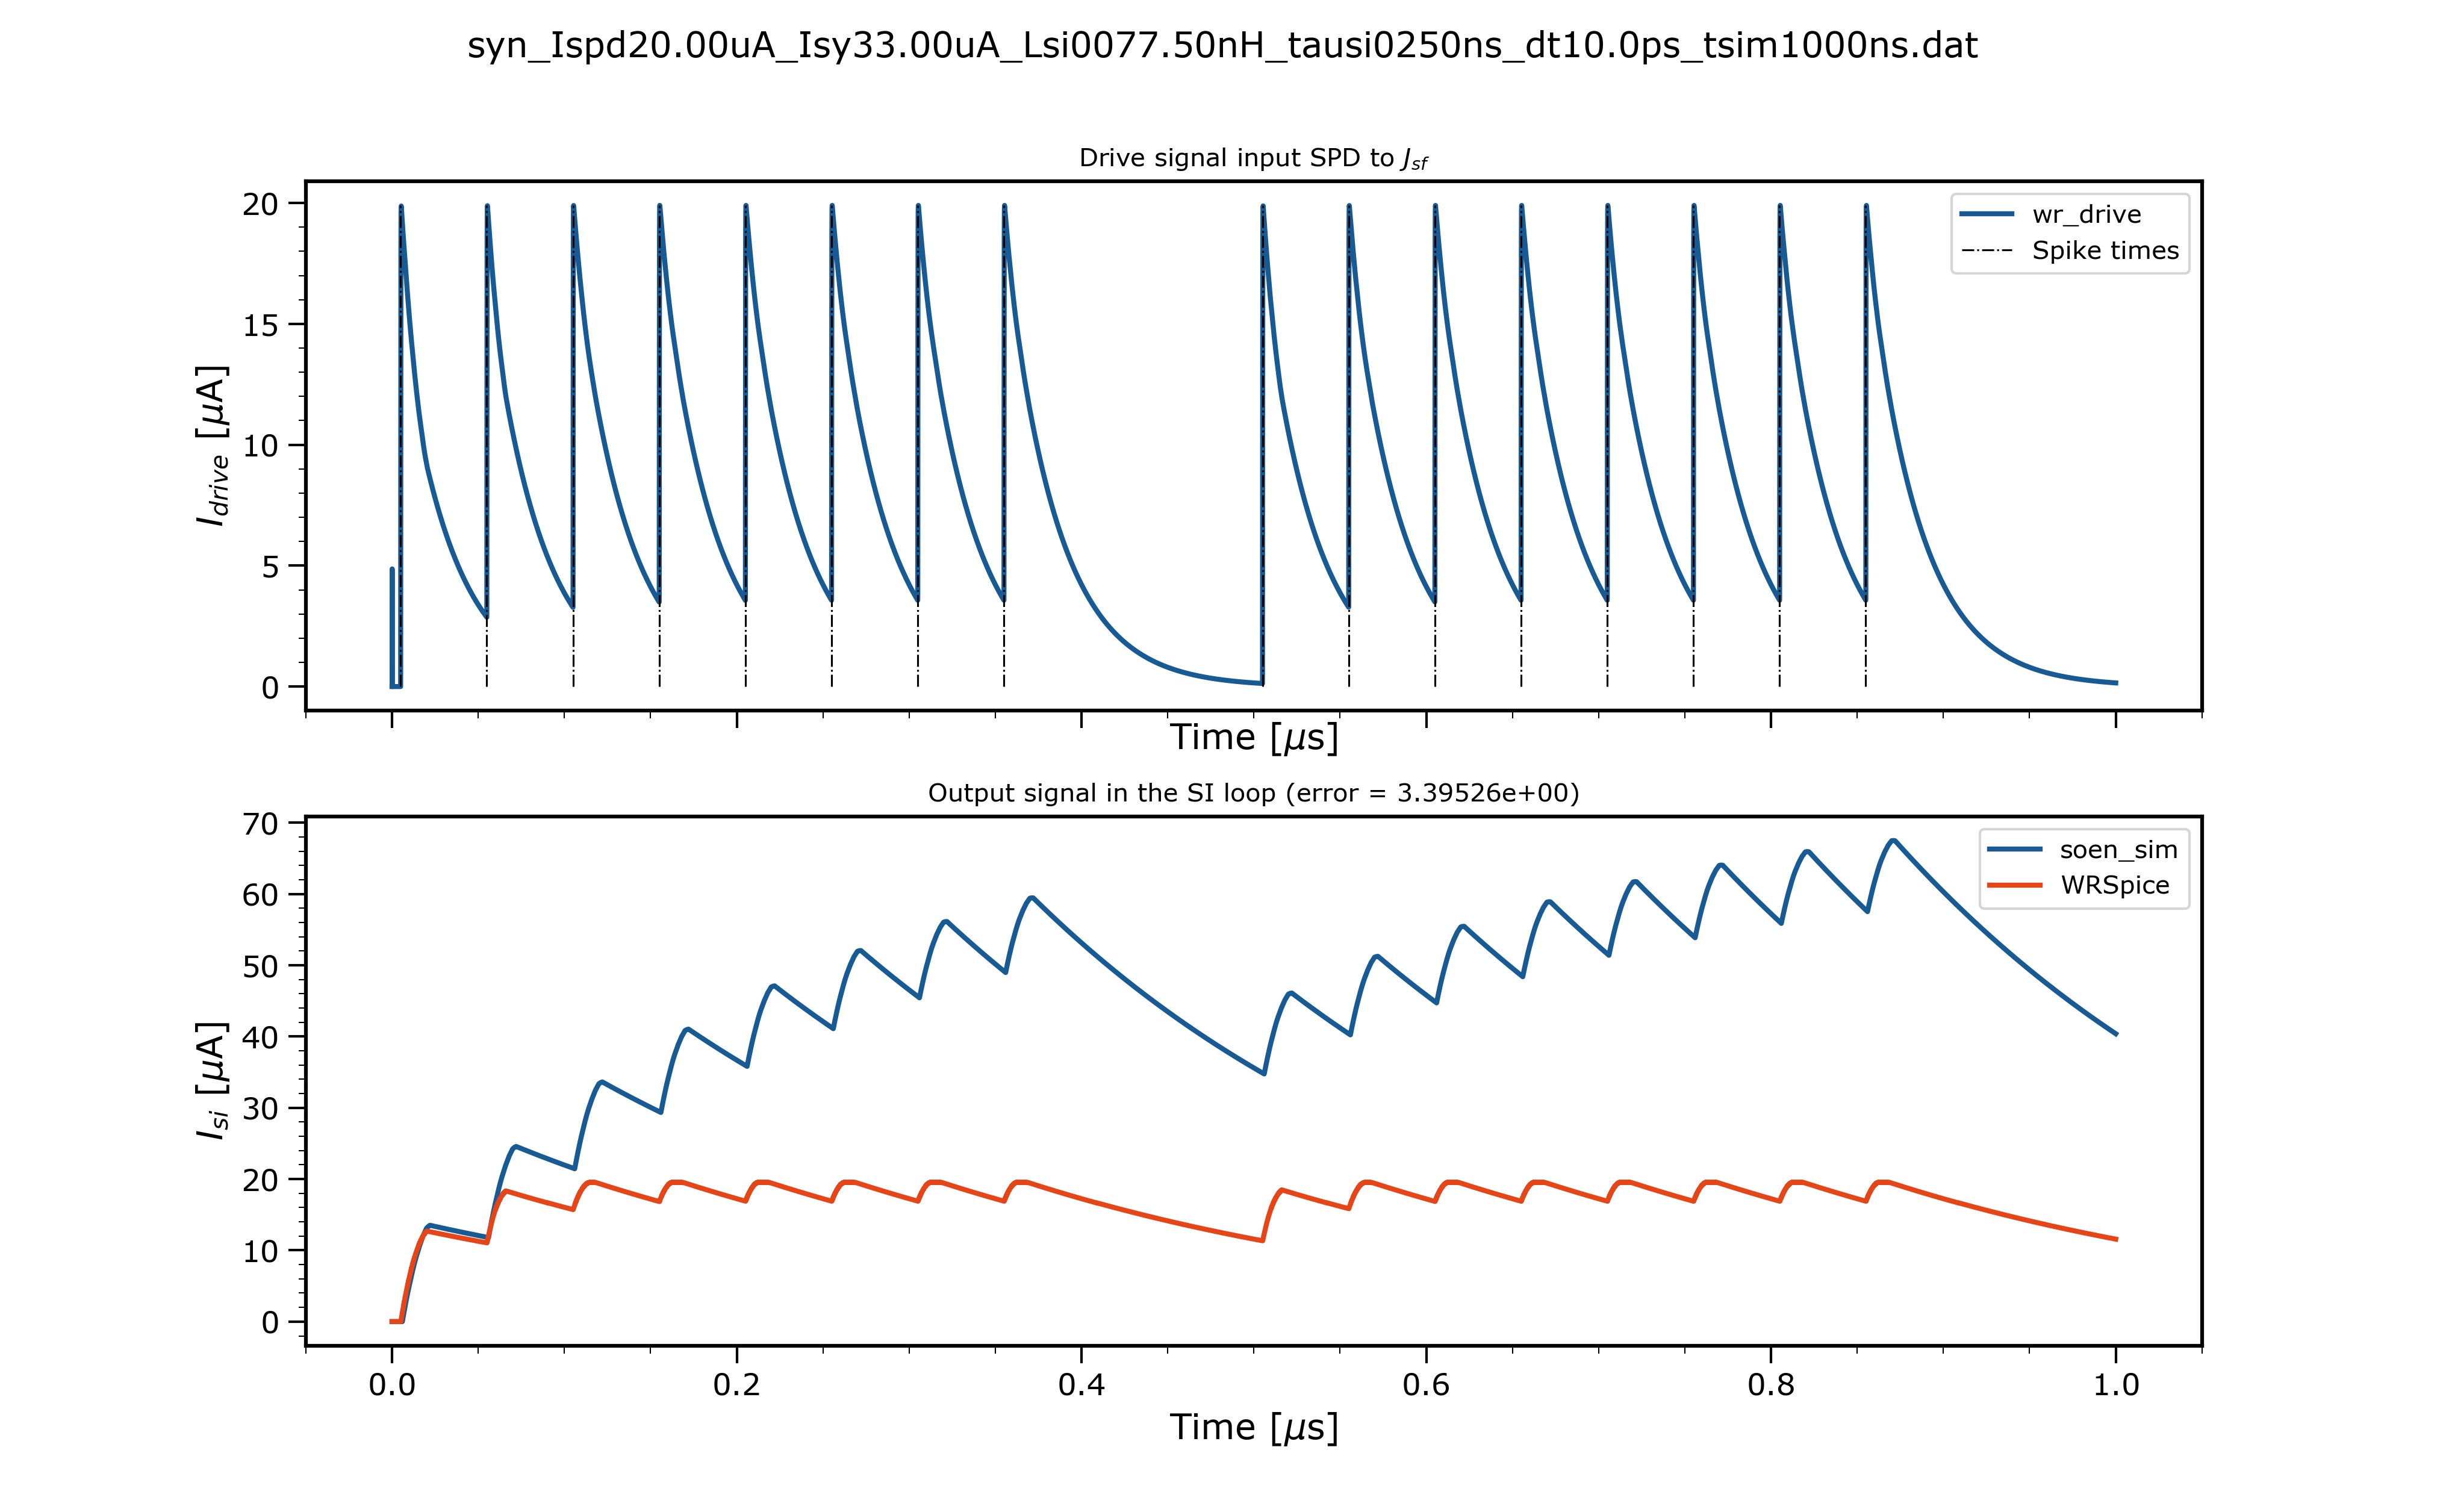 syn_Ispd20.00uA_Isy33.00uA_Lsi0077.50nH_tausi0250ns_dt10.0ps_tsim1000ns.dat
Drive signal input SPD to J_sf
20
15
10
5
0
I_drive [μA]
wr_drive
Spike times
Time [μs]
Output signal in the SI loop (error = 3.39526e+00)
70
60
50
40
30
20
10
0
I_si [μA]
soen_sim
WRSpice
0.0 0.2 0.4 0.6 0.8 1.0
Time [μs]